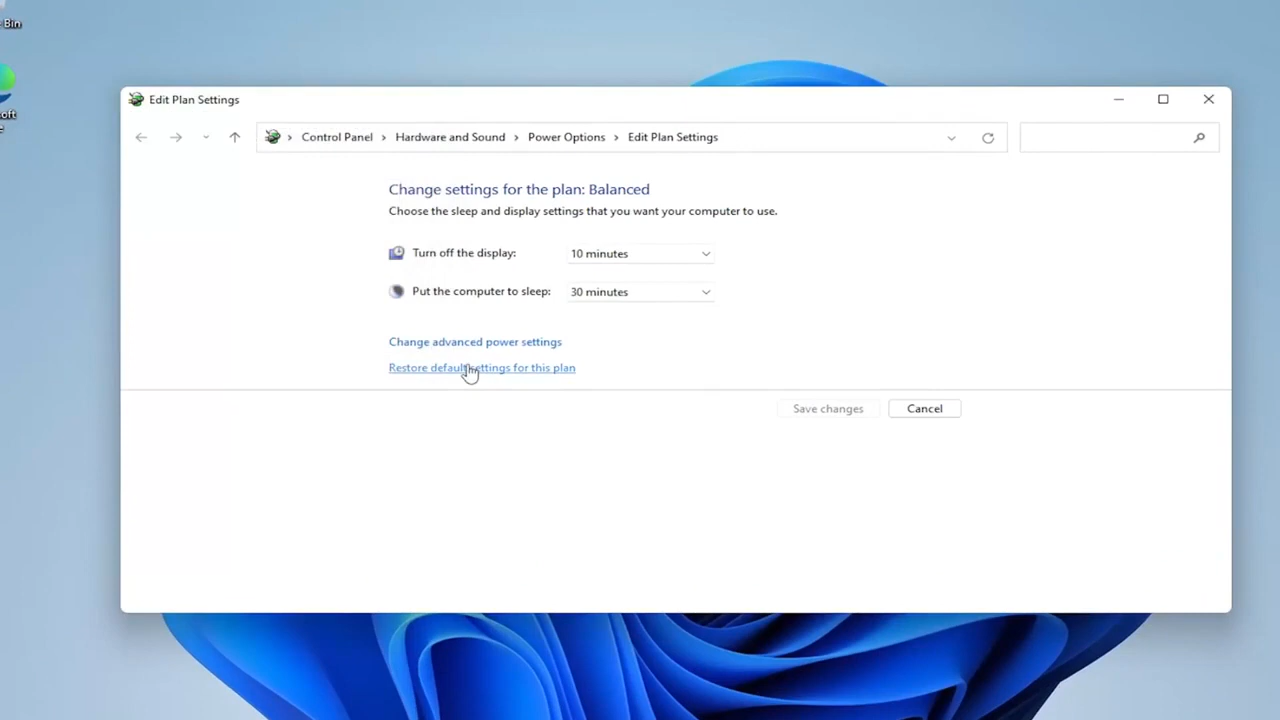 Bin
Edit Plan Settings
Control Panel > Hardware and Sound > Power Options > Edit Plan Settings
Change settings for the plan: Balanced
Choose the sleep and display settings that you want your computer to use.
Turn off the display: 10 minutes
Put the computer to sleep: 30 minutes
Change advanced power settings
Restore default settings for this plan
Save changes Cancel